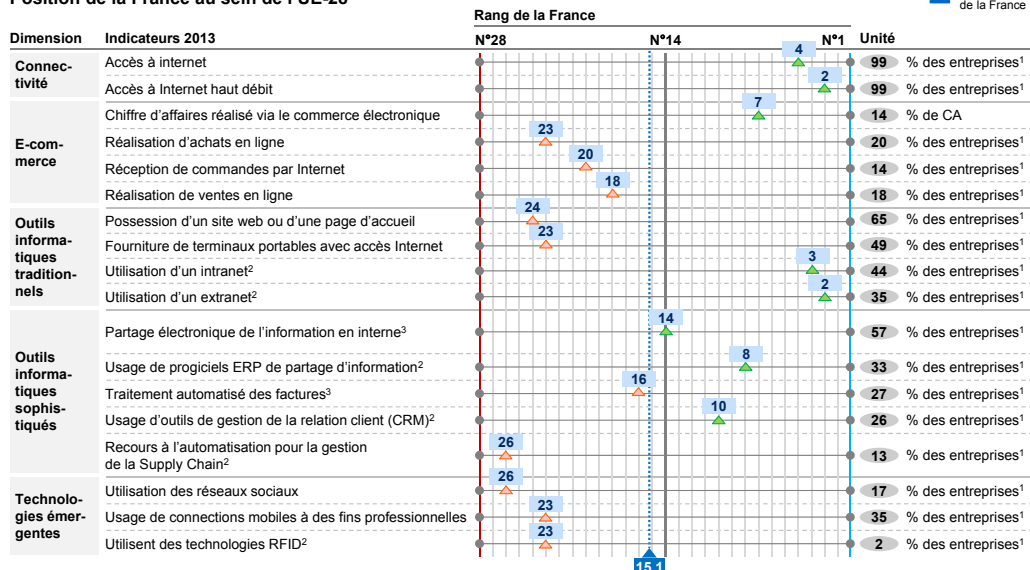 Position de la France au sein de l'UE-28
de la France
Rang de la France
Dimension Indicateurs 2013 N°28 N°14 N°1 Unité
Connec-
tivité
Accès à internet 4 99 % des entreprises1
Accès à Internet haut débit 2 99 % des entreprises1
E-com-
merce
Chiffre d'affaires réalisé via le commerce électronique 7 14 % de CA
Réalisation d'achats en ligne 23 20 % des entreprises1
Réception de commandes par Internet 20 14 % des entreprises1
Réalisation de ventes en ligne 18 18 % des entreprises1
Outils
informa-
tiques
tradition-
nels
Possession d'un site web ou d'une page d'accueil 24 65 % des entreprises1
Fourniture de terminaux portables avec accès Internet 23 49 % des entreprises1
Utilisation d'un intranet2 3 44 % des entreprises1
Utilisation d'un extranet2 2 35 % des entreprises1
Outils
informa-
tiques
sophis-
tiqués
Partage électronique de l'information en interne3 14 57 % des entreprises1
Usage de progiciels ERP de partage d'information2 8 33 % des entreprises1
Traitement automatisé des factures3 16 27 % des entreprises1
Usage d'outils de gestion de la relation client (CRM)2 10 26 % des entreprises1
Recours à l'automatisation pour la gestion
de la Supply Chain2 26 13 % des entreprises1
Technolo-
gies émer-
gentes
Utilisation des réseaux sociaux 26 17 % des entreprises1
Usage de connections mobiles à des fins professionnelles 23 35 % des entreprises1
Utilisent des technologies RFID2 23 2 % des entreprises1
15,1